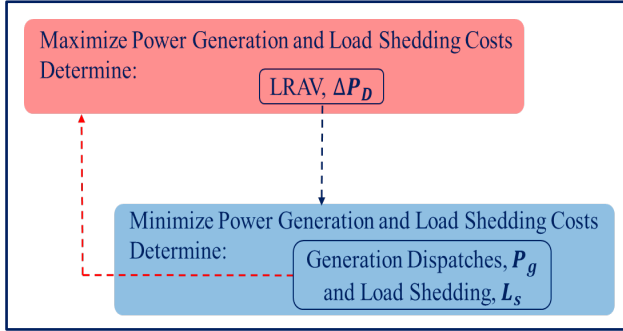 Maximize Power Generation and Load Shedding Costs
Determine:
LRAV, ΔP_D
Minimize Power Generation and Load Shedding Costs
Determine:
Generation Dispatches, P_g
and Load Shedding, L_s